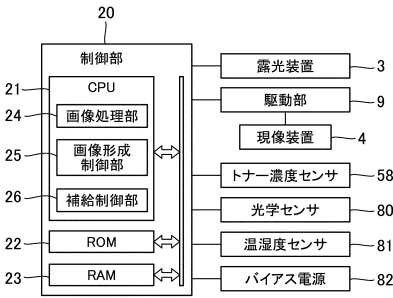 20
制御部
21
CPU
24
画像処理部
25
画像形成
制御部
26
補給制御部
22
ROM
23
RAM
露光装置
3
駆動部
9
現像装置
4
トナー濃度センサ
58
光学センサ
80
温湿度センサ
81
バイアス電源
82